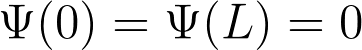 Ψ(0) = Ψ(L) = 0